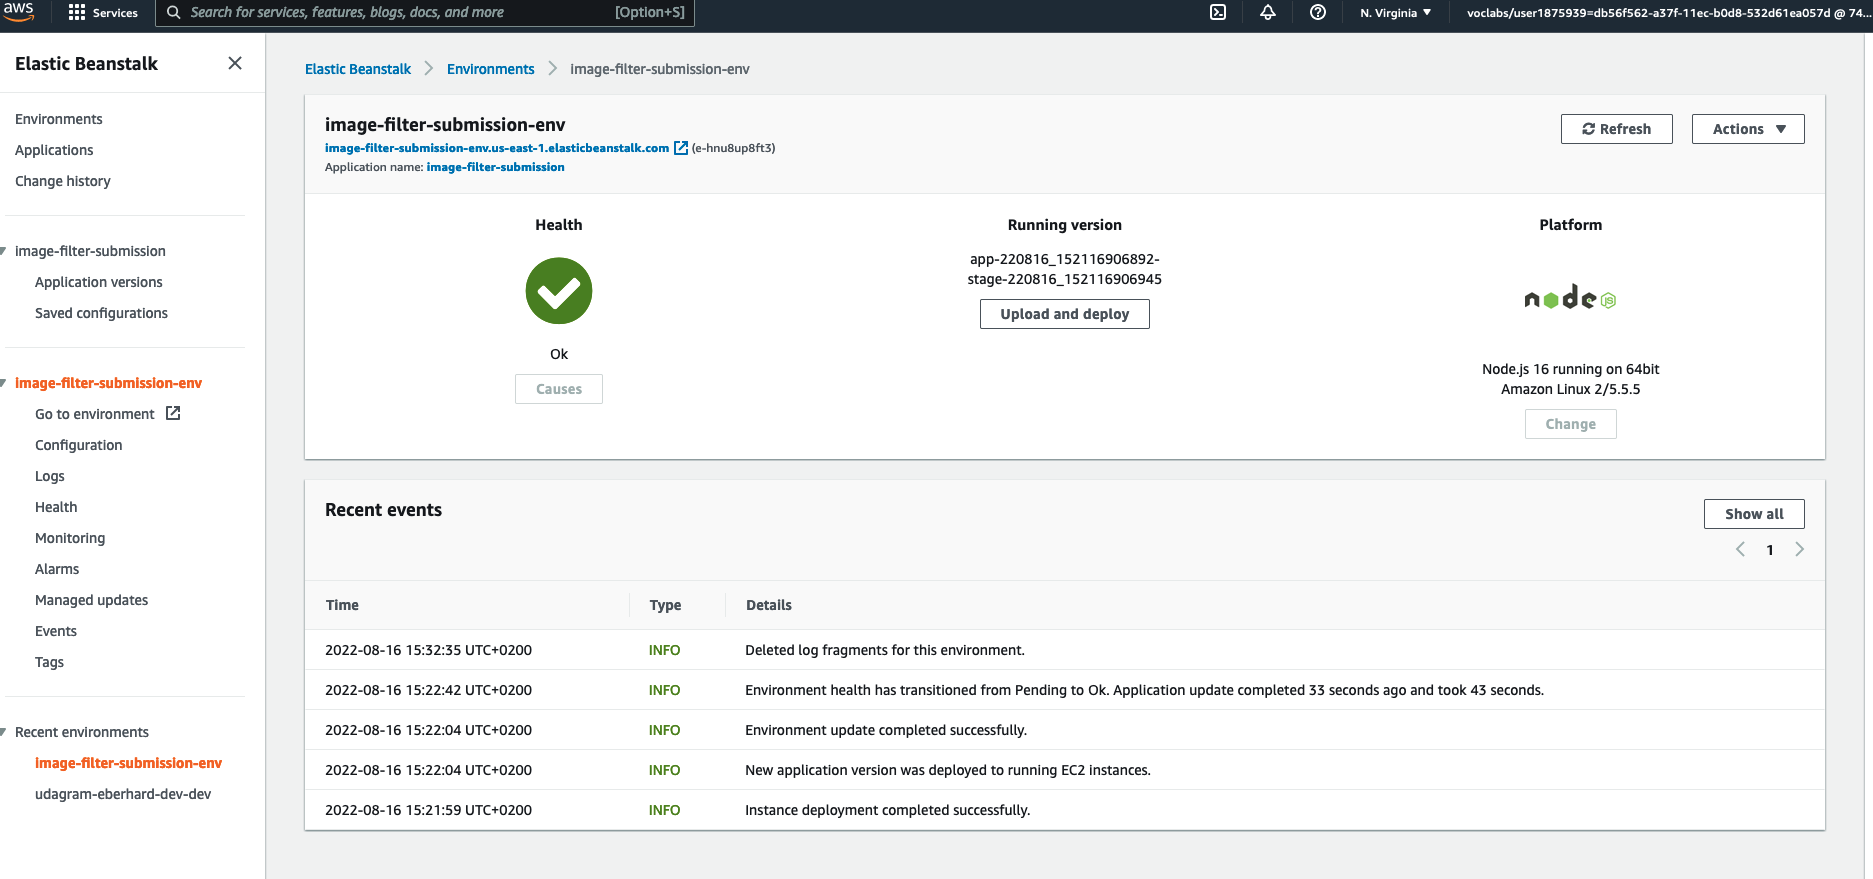 aws
Services
Search for services, features, blogs, docs, and more
[Option+S]
N. Virginia
voclabs/user1875939=db56f562-a37f-11ec-b0d8-532d61ea057d @ 74...
Elastic Beanstalk
Environments
Applications
Change history
image-filter-submission
Application versions
Saved configurations
image-filter-submission-env
Go to environment
Configuration
Logs
Health
Monitoring
Alarms
Managed updates
Events
Tags
Recent environments
image-filter-submission-env
udagram-eberhard-dev-dev
Elastic Beanstalk > Environments > image-filter-submission-env
image-filter-submission-env
image-filter-submission-env.us-east-1.elasticbeanstalk.com (e-hnu8up8ft3)
Application name: image-filter-submission
Refresh
Actions
Health
Ok
Causes
Running version
app-220816_152116906892-
stage-220816_152116906945
Upload and deploy
Platform
node JS
Node.js 16 running on 64bit
Amazon Linux 2/5.5.5
Change
Recent events
Show all
1
Time Type Details
2022-08-16 15:32:35 UTC+0200 INFO Deleted log fragments for this environment.
2022-08-16 15:22:42 UTC+0200 INFO Environment health has transitioned from Pending to Ok. Application update completed 33 seconds ago and took 43 seconds.
2022-08-16 15:22:04 UTC+0200 INFO Environment update completed successfully.
2022-08-16 15:22:04 UTC+0200 INFO New application version was deployed to running EC2 instances.
2022-08-16 15:21:59 UTC+0200 INFO Instance deployment completed successfully.